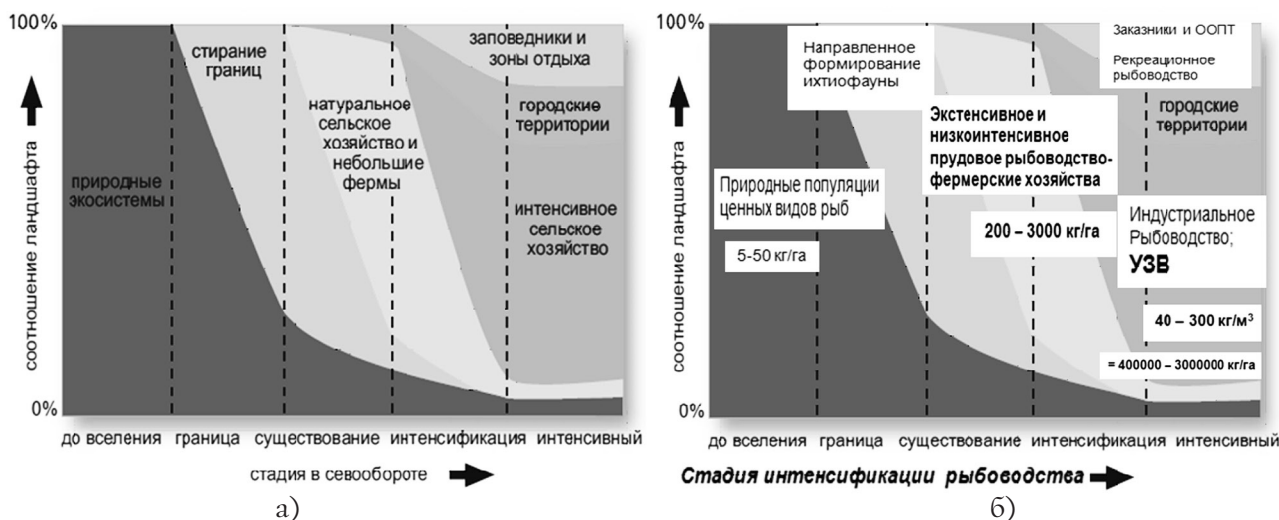 100%
стирание
границ
заповедники и
зоны отдыха
натуральное
сельское
хозяйство и
небольшие
фермы
городские
территории
природные
экосистемы
интенсивное
сельское
хозяйство
соотношение ландшафта
0%
до вселения граница существование интенсификация интенсивный
стадия в севообороте
а)
100%
Направленное
формирование
ихтиофауны
Заказники и ООПТ
Рекреационное
рыбоводство
Экстенсивное и
низкоинтенсивное
прудовое рыбоводство-
фермерские хозяйства
городские
территории
Природные популяции
ценных видов рыб
5-50 кг/га
200 – 3000 кг/га
Индустриальное
Рыбоводство;
УЗВ
40 – 300 кг/м³
= 400000 – 3000000 кг/га
соотношение ландшафта
0%
до вселения граница существование интенсификация интенсивный
Стадия интенсификации рыбоводства
б)